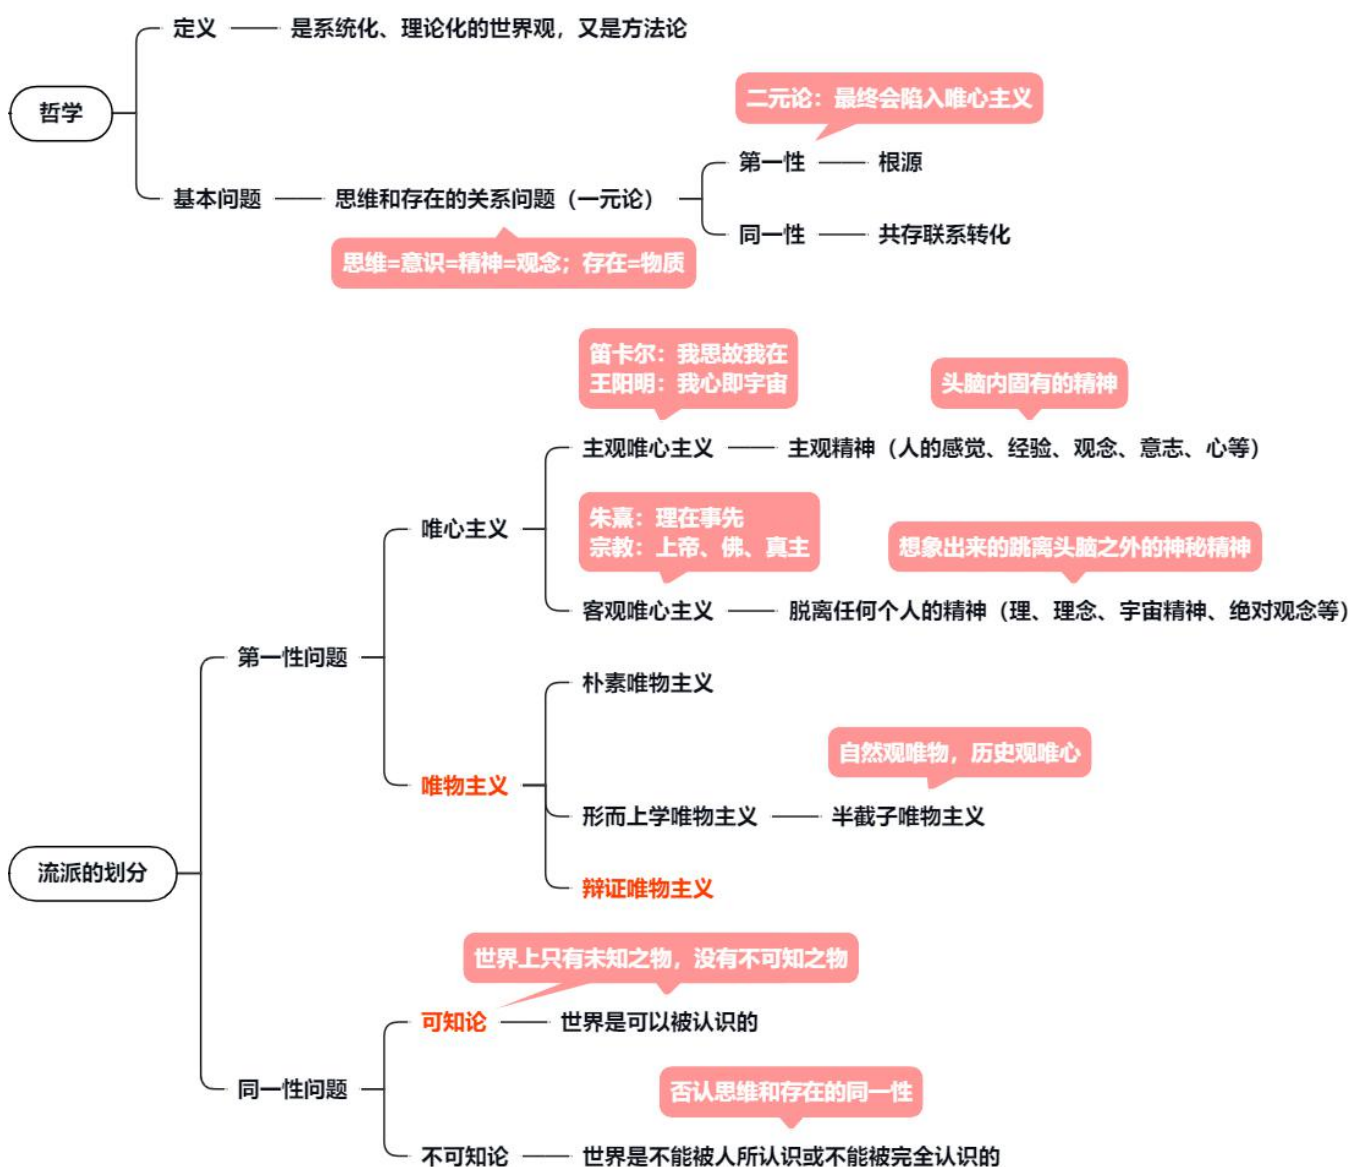 定义
是系统化、理论化的世界观，又是方法论
哲学
二元论：最终会陷入唯心主义
第一性
根源
基本问题
思维和存在的关系问题（一元论）
同一性
共存联系转化
思维=意识=精神=观念；存在=物质
笛卡尔：我思故我在
王阳明：我心即宇宙
头脑内固有的精神
主观唯心主义
主观精神（人的感觉、经验、观念、意志、心等）
唯心主义
朱熹：理在事先
宗教：上帝、佛、真主
想象出来的跳离头脑之外的神秘精神
客观唯心主义
脱离任何个人的精神（理、理念、宇宙精神、绝对观念等）
第一性问题
朴素唯物主义
自然观唯物，历史观唯心
唯物主义
形而上学唯物主义
半截子唯物主义
流派的划分
辩证唯物主义
世界上只有未知之物，没有不可知之物
可知论
世界是可以被认识的
同一性问题
否认思维和存在的同一性
不可知论
世界是不能被人所认识或不能被完全认识的